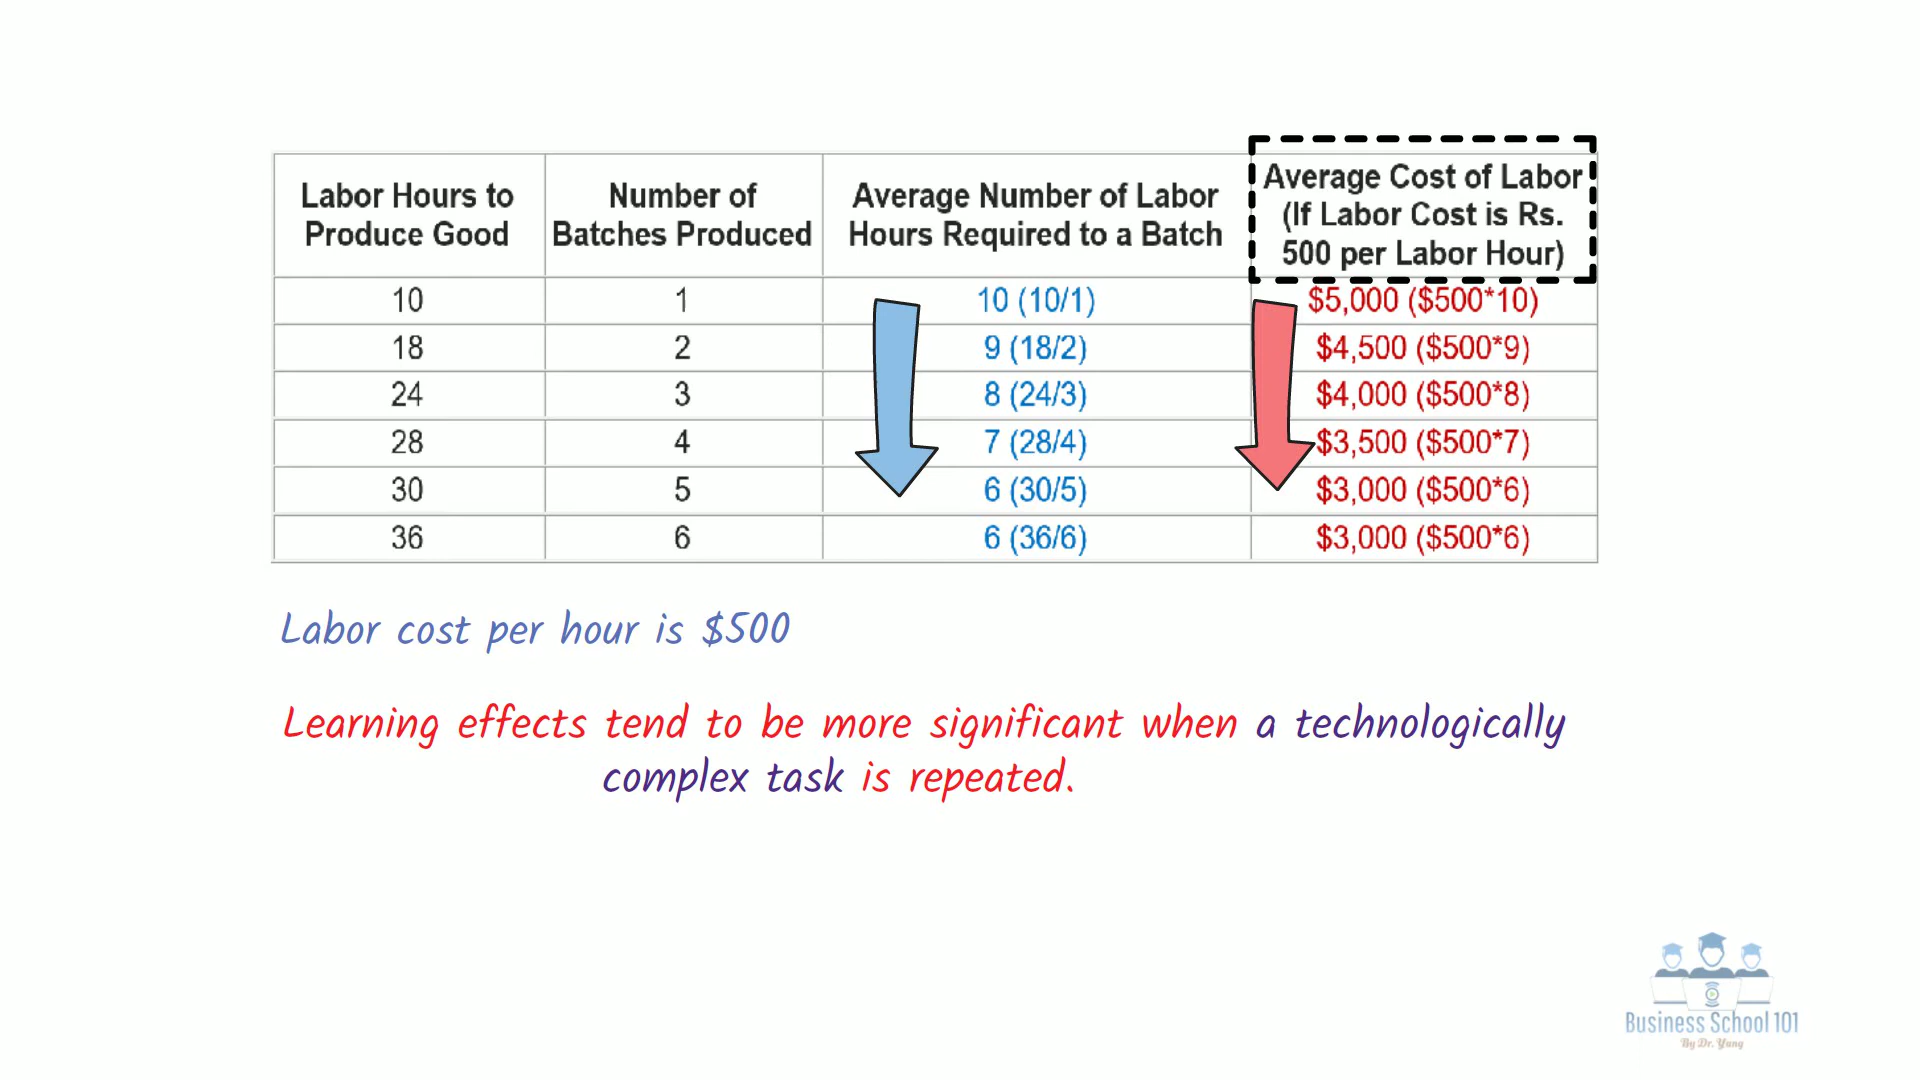 Labor Hours to Produce Good
Number of Batches Produced
Average Number of Labor Hours Required to a Batch
Average Cost of Labor (If Labor Cost is Rs. 500 per Labor Hour)
10 1 10 (10/1) $5,000 ($500*10)
18 2 9 (18/2) $4,500 ($500*9)
24 3 8 (24/3) $4,000 ($500*8)
28 4 7 (28/4) $3,500 ($500*7)
30 5 6 (30/5) $3,000 ($500*6)
36 6 6 (36/6) $3,000 ($500*6)
Labor cost per hour is $500
Learning effects tend to be more significant when a technologically
complex task is repeated.
Business School 101
By Dr. Yang